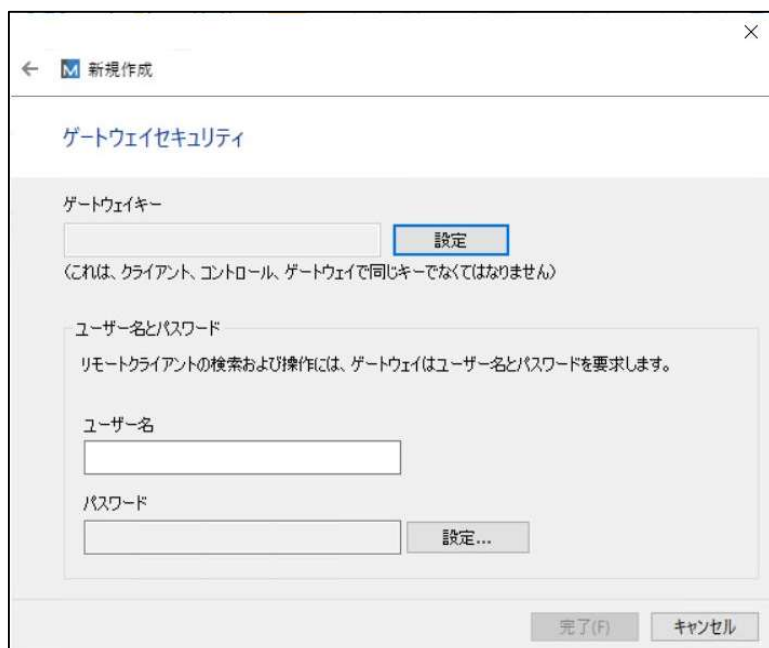 新規作成
ゲートウェイセキュリティ
ゲートウェイキー
設定
(これは、クライアント、コントロール、ゲートウェイで同じキーでなくてはなりません)
ユーザー名とパスワード
リモートクライアントの検索および操作には、ゲートウェイはユーザー名とパスワードを要求します。
ユーザー名
パスワード
設定...
完了(F) キャンセル